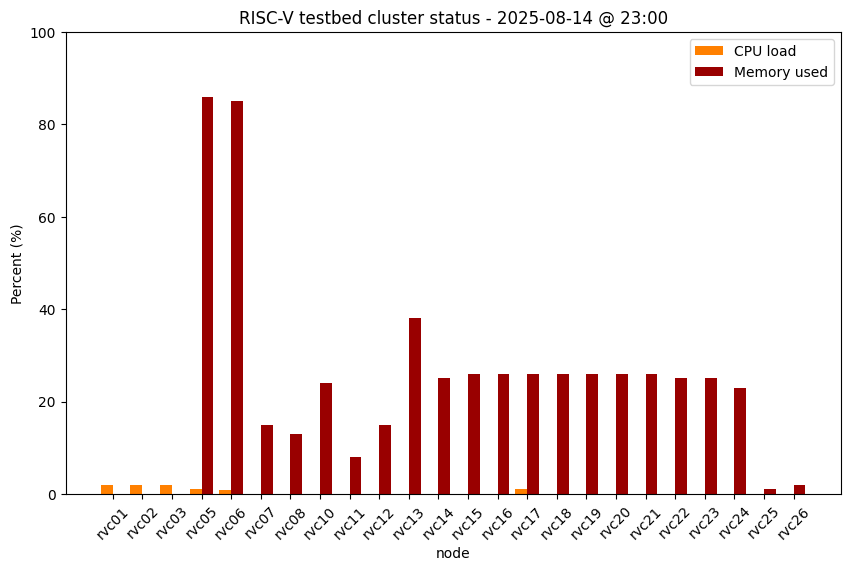 RISC-V testbed cluster status - 2025-08-14 @ 23:00
CPU load
Memory used
Percent (%)
100
80
60
40
20
0
rvc01 rvc02 rvc03 rvc05 rvc06 rvc07 rvc08 rvc10 rvc11 rvc12 rvc13 rvc14 rvc15 rvc16 rvc17 rvc18 rvc19 rvc20 rvc21 rvc22 rvc23 rvc24 rvc25 rvc26
node